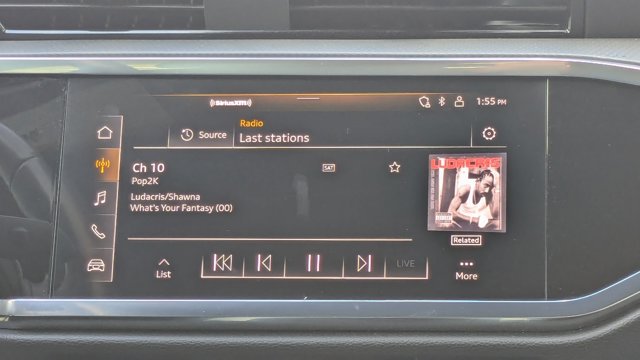 ((SiriusXM))
1:55 PM
Radio
Source
Last stations
Ch 10
SAT
Pop2K
Ludacris/Shawna
What's Your Fantasy (00)
LUDACRIS
Related
List
LIVE
More